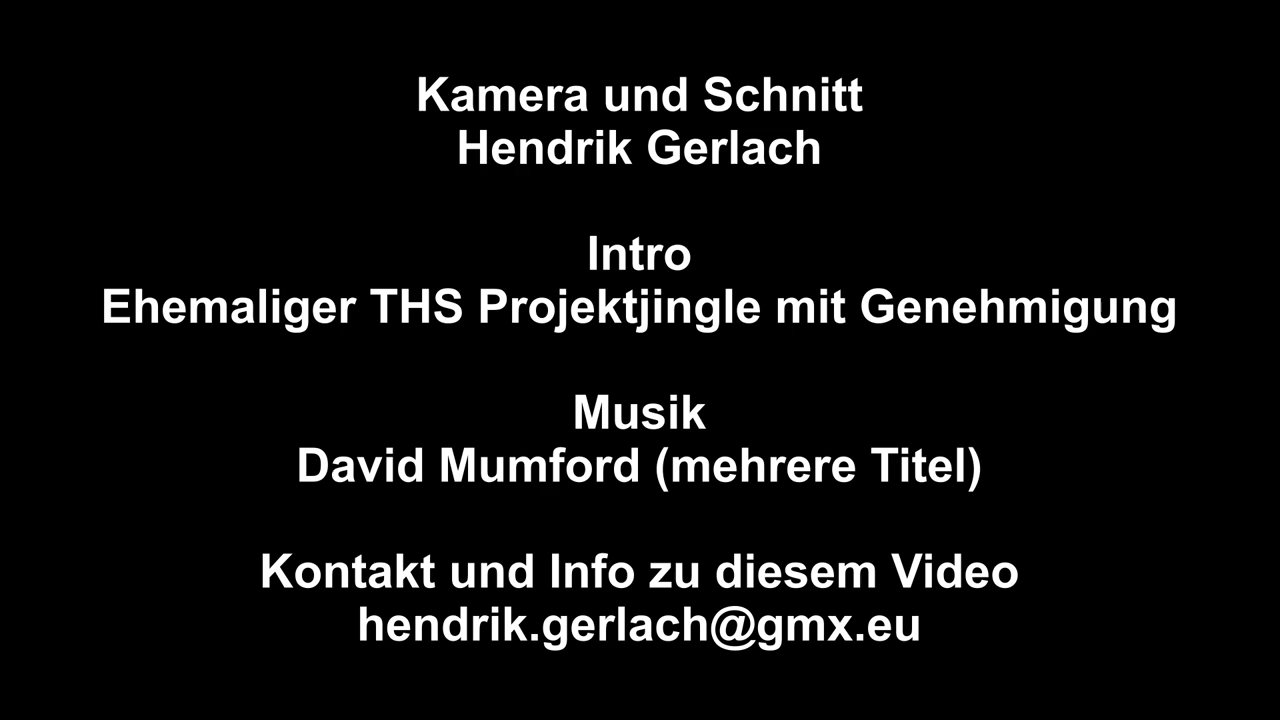 Kamera und Schnitt
Hendrik Gerlach
Intro
Ehemaliger THS Projektjingle mit Genehmigung
Musik
David Mumford (mehrere Titel)
Kontakt und Info zu diesem Video
hendrik.gerlach@gmx.eu